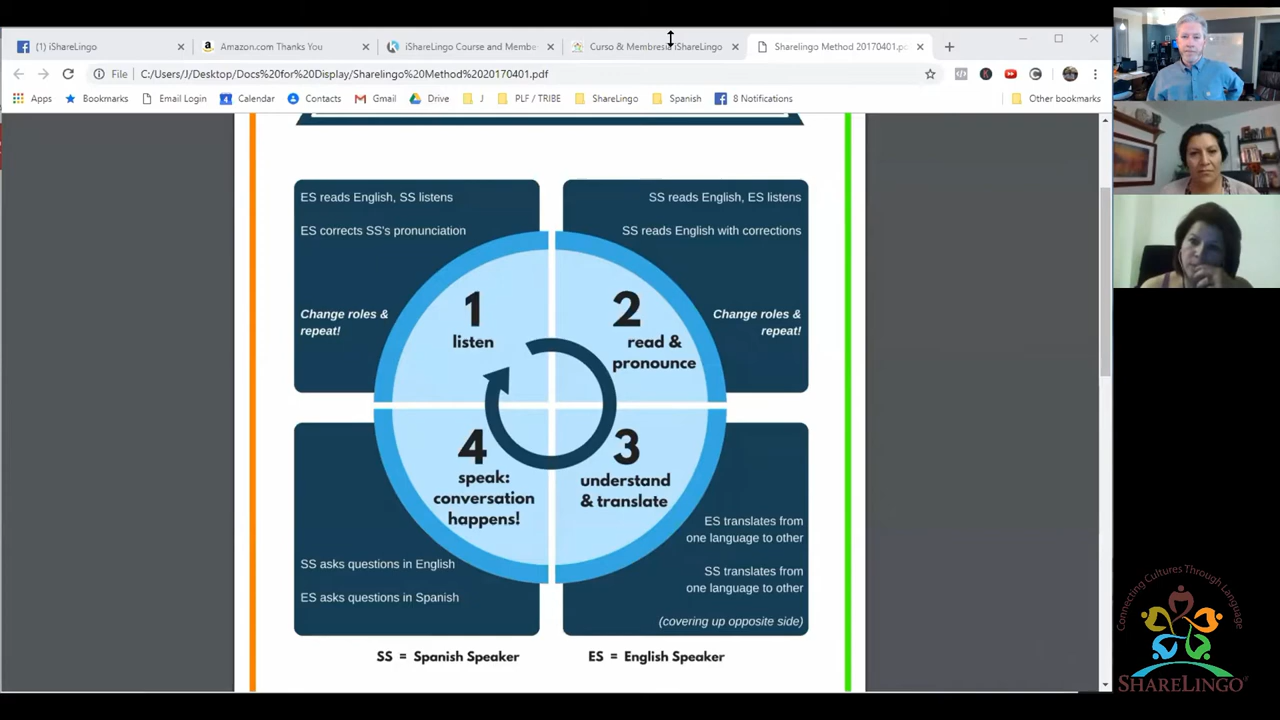 (1) iShareLingo
Amazon.com Thank You
iShareLingo Course and Membe
Curso & Membresi iShareLingo
Sharelingo Method 20170401.pdf
File
C:/Users/J/Desktop/Docs%20for%20Display/Sharelingo%20Method%2020170401.pdf
Apps
Bookmarks
Email Login
Calendar
Contacts
Gmail
Drive
J
PLF / TRIBE
ShareLingo
Spanish
8 Notifications
Other bookmarks
ES reads English, SS listens
ES corrects SS's pronunciation
Change roles &
repeat!
SS reads English, ES listens
SS reads English with corrections
Change roles &
repeat!
1
listen
2
read &
pronounce
4
speak:
conversation
happens!
3
understand
& translate
SS asks questions in English
ES asks questions in Spanish
ES translates from
one language to other
SS translates from
one language to other
(covering up opposite side)
SS = Spanish Speaker
ES = English Speaker
Connecting Cultures Through Language
SHARELINGO